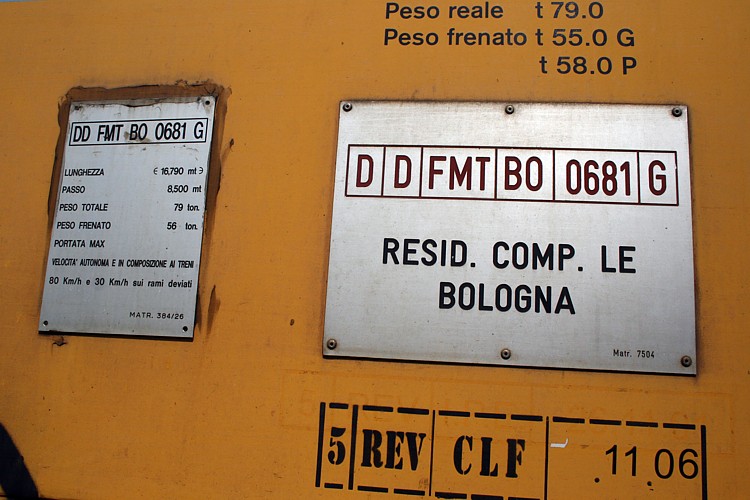 Peso reale t 79.0
Peso frenato t 55.0 G
t 58.0 P
DD FMT BO 0681 G
LUNGHEZZA 16,790 mt
PASSO 8,500 mt
PESO TOTALE 79 ton.
PESO FRENATO 56 ton.
PORTATA MAX
VELOCITA' AUTONOMA E IN COMPOSIZIONE AI TRENI
80 Km/h e 30 Km/h sui rami deviati
MATR. 384/26
D D FMT BO 0681 G
RESID. COMP. LE
BOLOGNA
Matr. 7504
5 REV CLF .11.06